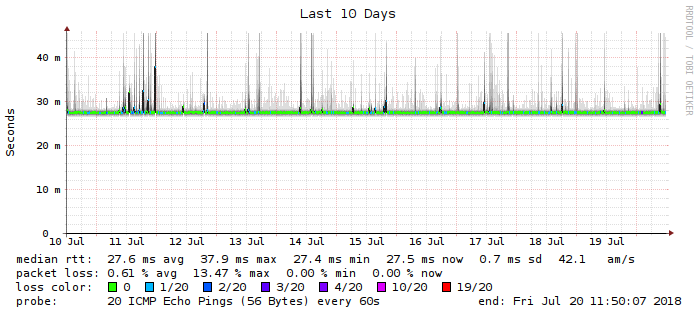 Last 10 Days
RRDTOOL / TOBI OETIKER
Seconds
40 m
30 m
20 m
10 m
0
10 Jul 11 Jul 12 Jul 13 Jul 14 Jul 15 Jul 16 Jul 17 Jul 18 Jul 19 Jul
median rtt: 27.6 ms avg 37.9 ms max 27.4 ms min 27.5 ms now 0.7 ms sd 42.1 am/s
packet loss: 0.61 % avg 13.47 % max 0.00 % min 0.00 % now
loss color: 0 1/20 2/20 3/20 4/20 10/20 19/20
probe: 20 ICMP Echo Pings (56 Bytes) every 60s end: Fri Jul 20 11:50:07 2018